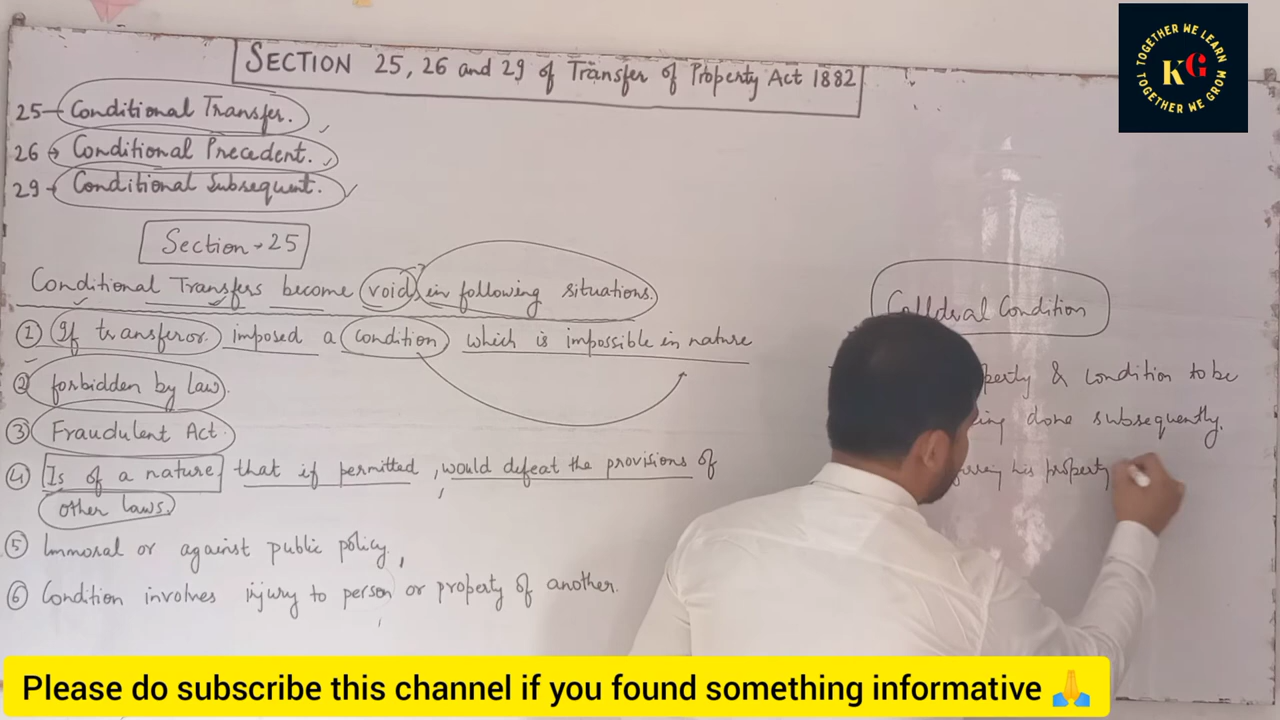 SECTION 25, 26 and 29 of Transfer of Property Act 1882
TOGETHER WE LEARN
KG
TOGETHER WE GROW
25 Conditional Transfer.
26 → Conditional Precedent.
29 → Conditional Subsequent.
Section → 25
Conditional Transfers become void in following situations.
① If transferor imposed a condition which is impossible in nature
② forbidden by law.
③ Fraudulent Act.
④ Is of a nature that if permitted, would defeat the provisions of
other laws.
⑤ Immoral or against public policy,
⑥ Condition involves injury to person or property of another.
Condition
& condition to be
done subsequently.
his property
Please do subscribe this channel if you found something informative 🙏